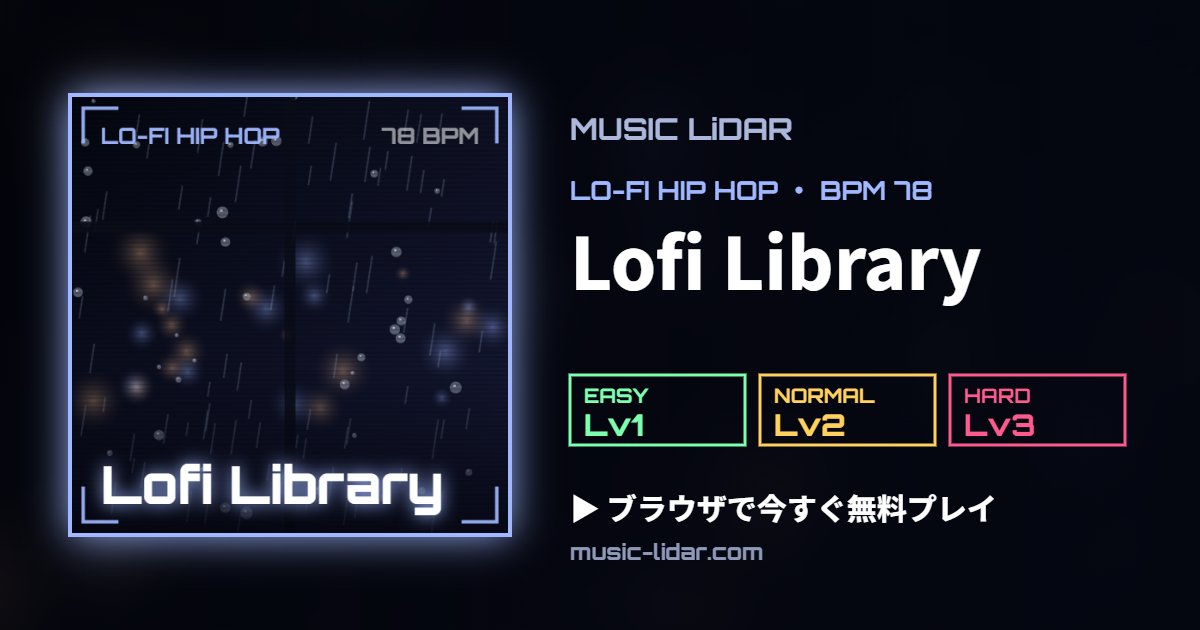 LO-FI HIP HOP
78 BPM
Lofi Library
MUSIC LiDAR
LO-FI HIP HOP • BPM 78
Lofi Library
EASY
Lv1
NORMAL
Lv2
HARD
Lv3
▶ ブラウザで今すぐ無料プレイ
music-lidar.com